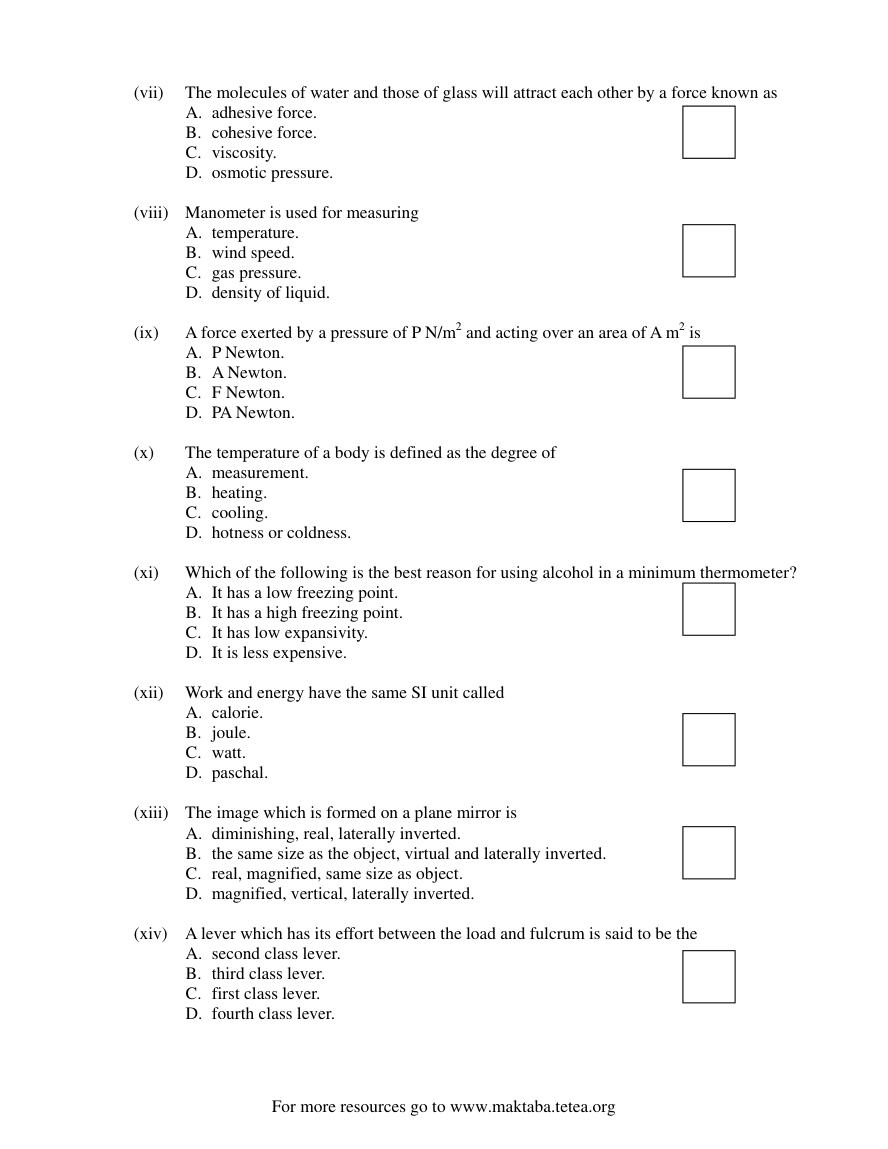 (vii) The molecules of water and those of glass will attract each other by a force known as
A. adhesive force.
B. cohesive force.
C. viscosity.
D. osmotic pressure.
(viii) Manometer is used for measuring
A. temperature.
B. wind speed.
C. gas pressure.
D. density of liquid.
(ix) A force exerted by a pressure of P N/m² and acting over an area of A m² is
A. P Newton.
B. A Newton.
C. F Newton.
D. PA Newton.
(x) The temperature of a body is defined as the degree of
A. measurement.
B. heating.
C. cooling.
D. hotness or coldness.
(xi) Which of the following is the best reason for using alcohol in a minimum thermometer?
A. It has a low freezing point.
B. It has a high freezing point.
C. It has low expansivity.
D. It is less expensive.
(xii) Work and energy have the same SI unit called
A. calorie.
B. joule.
C. watt.
D. paschal.
(xiii) The image which is formed on a plane mirror is
A. diminishing, real, laterally inverted.
B. the same size as the object, virtual and laterally inverted.
C. real, magnified, same size as object.
D. magnified, vertical, laterally inverted.
(xiv) A lever which has its effort between the load and fulcrum is said to be the
A. second class lever.
B. third class lever.
C. first class lever.
D. fourth class lever.
For more resources go to www.maktaba.tetea.org